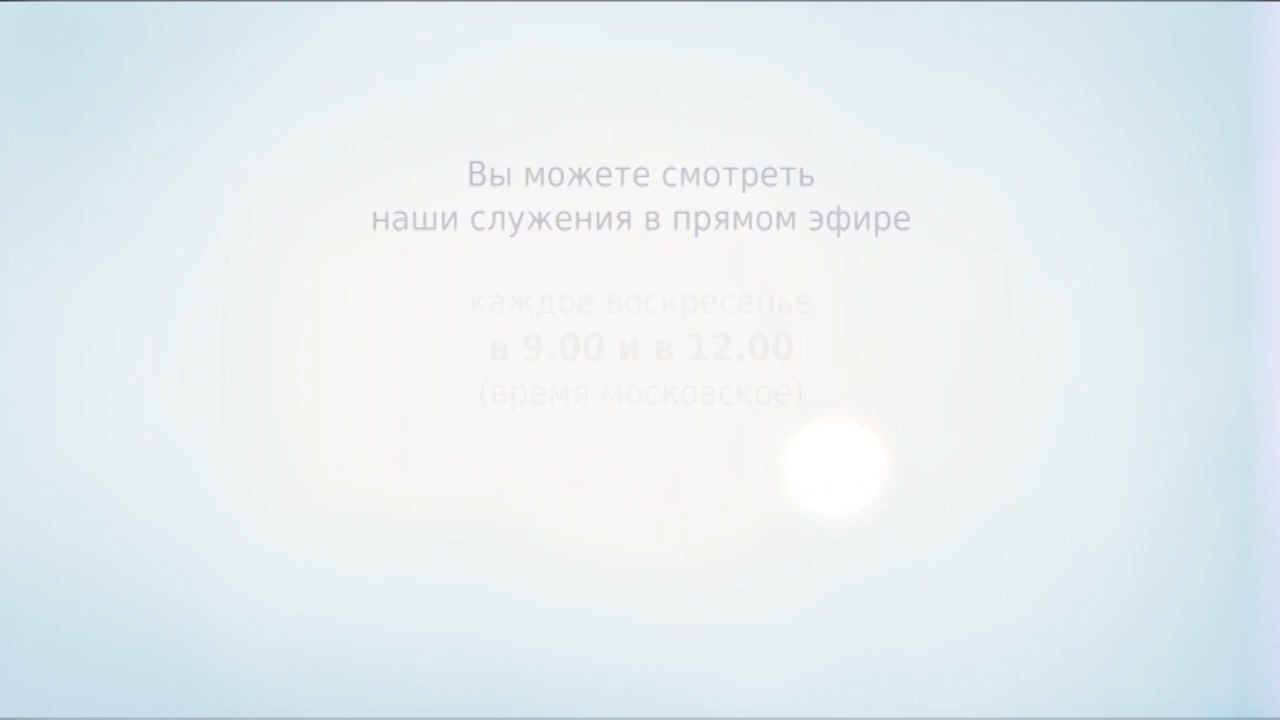 Вы можете смотреть
наши служения в прямом эфире
каждое воскресенье
в 9.00 и в 12.00
(время московское)